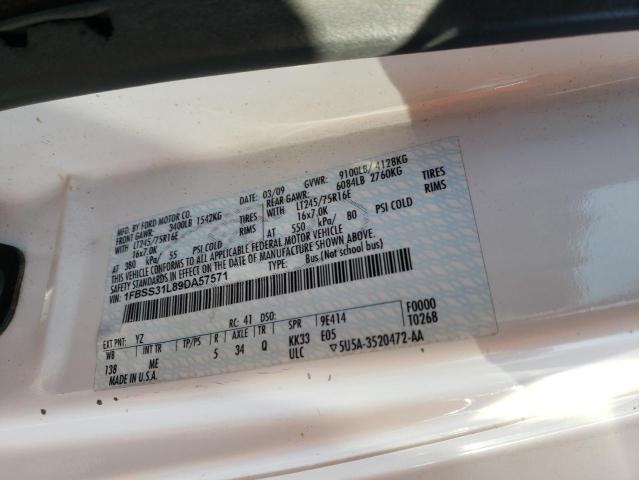 MFD. BY FORD MOTOR CO. DATE: 03/09 GVWR: 9100LB/ 4128KG
FRONT GAWR: 3400LB 1542KG REAR GAWR: 6084LB 2760KG
WITH LT245/75R16E TIRES WITH LT245/75R16E TIRES
16x7.0K RIMS 16x7.0K RIMS
AT 380 kPa/ 55 PSI COLD AT 550 kPa/ 80 PSI COLD
THIS VEHICLE CONFORMS TO ALL APPLICABLE FEDERAL MOTOR VEHICLE
SAFETY STANDARDS IN EFFECT ON THE DATE OF MANUFACTURE SHOWN ABOVE.
1FBSS31L89DA57571 TYPE: Bus (Not school bus)
EXT PNT: YZ RC: 41 DSO: F0000
WB INT TR TP/PS R AXLE TR SPR 9E414 T0268
138 ME 5 34 Q KK33 E05
MADE IN U.S.A. ULC ▽5U5A-3520472-AA